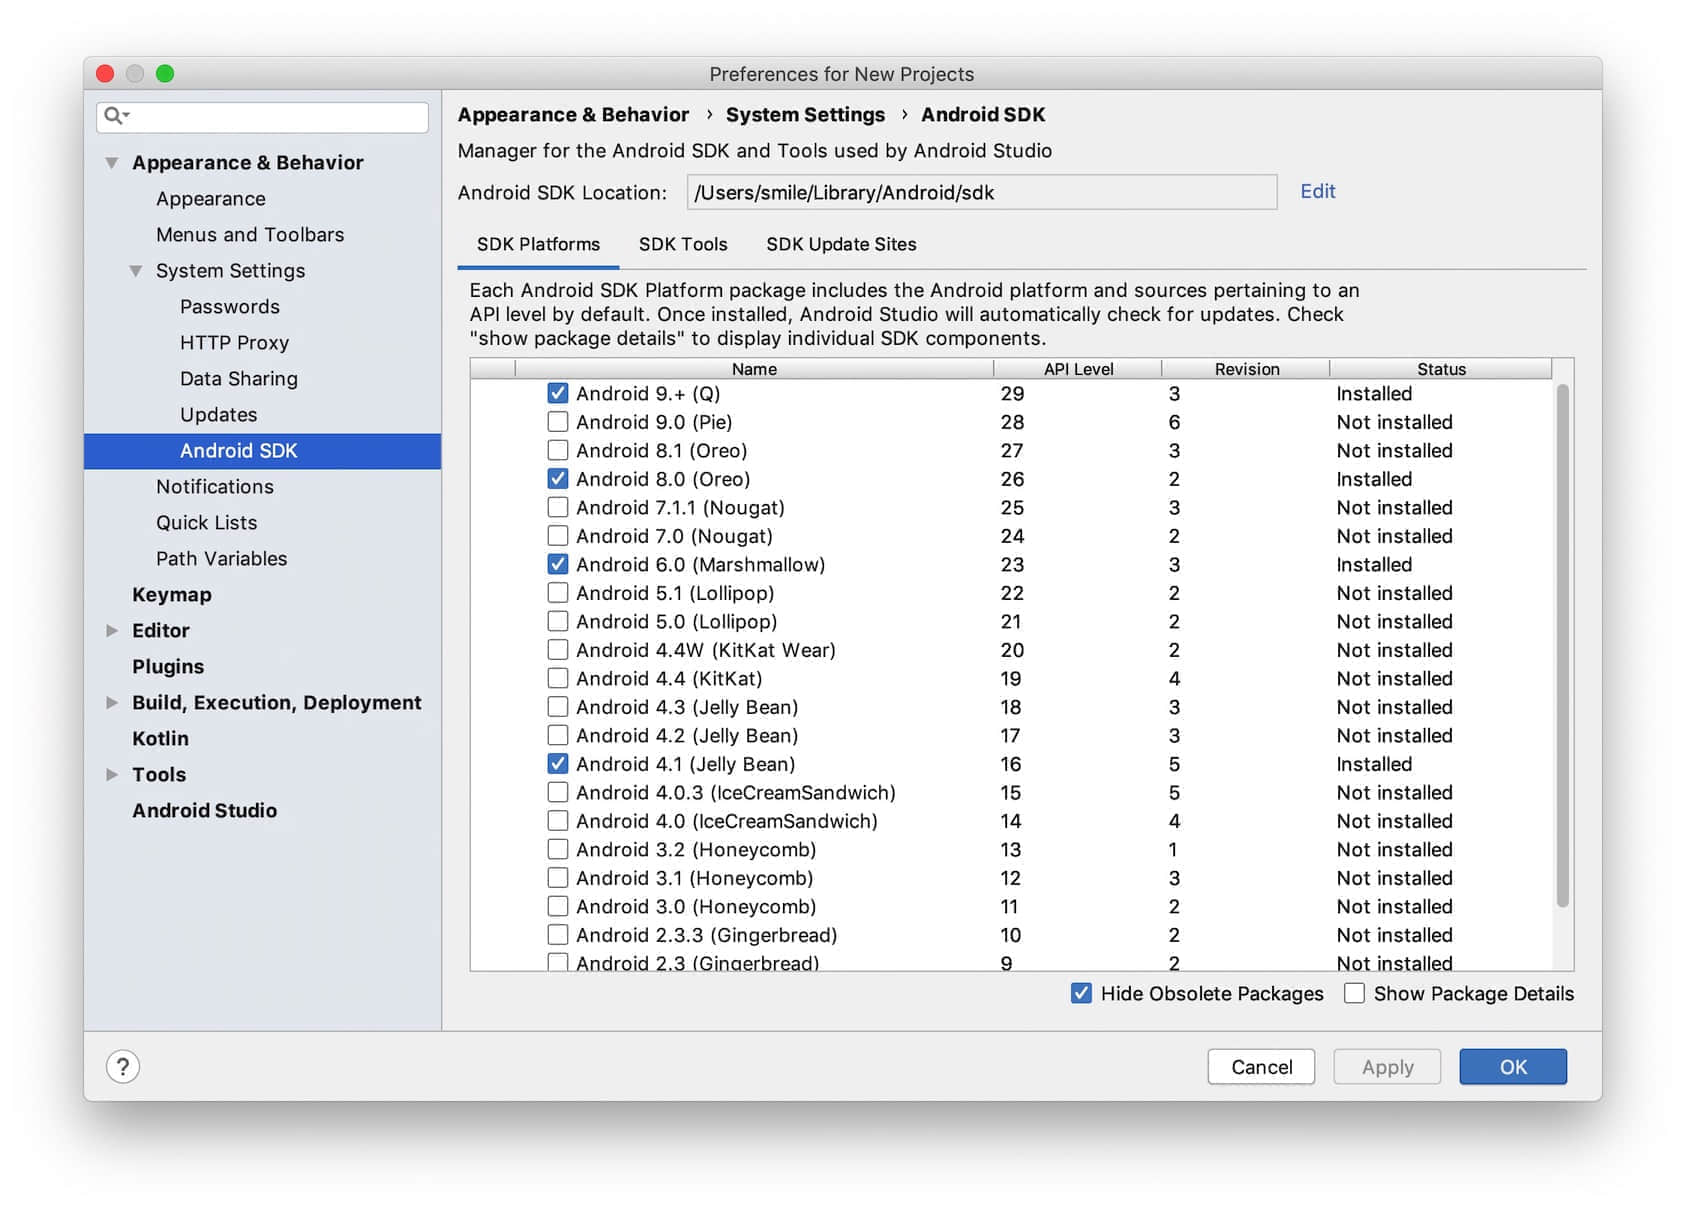 Preferences for New Projects
Appearance & Behavior
Appearance
Menus and Toolbars
System Settings
Passwords
HTTP Proxy
Data Sharing
Updates
Android SDK
Notifications
Quick Lists
Path Variables
Keymap
Editor
Plugins
Build, Execution, Deployment
Kotlin
Tools
Android Studio
Appearance & Behavior › System Settings › Android SDK
Manager for the Android SDK and Tools used by Android Studio
Android SDK Location: /Users/smile/Library/Android/sdk Edit
SDK Platforms SDK Tools SDK Update Sites
Each Android SDK Platform package includes the Android platform and sources pertaining to an
API level by default. Once installed, Android Studio will automatically check for updates. Check
"show package details" to display individual SDK components.
Name API Level Revision Status
Android 9.+ (Q) 29 3 Installed
Android 9.0 (Pie) 28 6 Not installed
Android 8.1 (Oreo) 27 3 Not installed
Android 8.0 (Oreo) 26 2 Installed
Android 7.1.1 (Nougat) 25 3 Not installed
Android 7.0 (Nougat) 24 2 Not installed
Android 6.0 (Marshmallow) 23 3 Installed
Android 5.1 (Lollipop) 22 2 Not installed
Android 5.0 (Lollipop) 21 2 Not installed
Android 4.4W (KitKat Wear) 20 2 Not installed
Android 4.4 (KitKat) 19 4 Not installed
Android 4.3 (Jelly Bean) 18 3 Not installed
Android 4.2 (Jelly Bean) 17 3 Not installed
Android 4.1 (Jelly Bean) 16 5 Installed
Android 4.0.3 (IceCreamSandwich) 15 5 Not installed
Android 4.0 (IceCreamSandwich) 14 4 Not installed
Android 3.2 (Honeycomb) 13 1 Not installed
Android 3.1 (Honeycomb) 12 3 Not installed
Android 3.0 (Honeycomb) 11 2 Not installed
Android 2.3.3 (Gingerbread) 10 2 Not installed
Android 2.3 (Gingerbread) 9 2 Not installed
Hide Obsolete Packages Show Package Details
? Cancel Apply OK